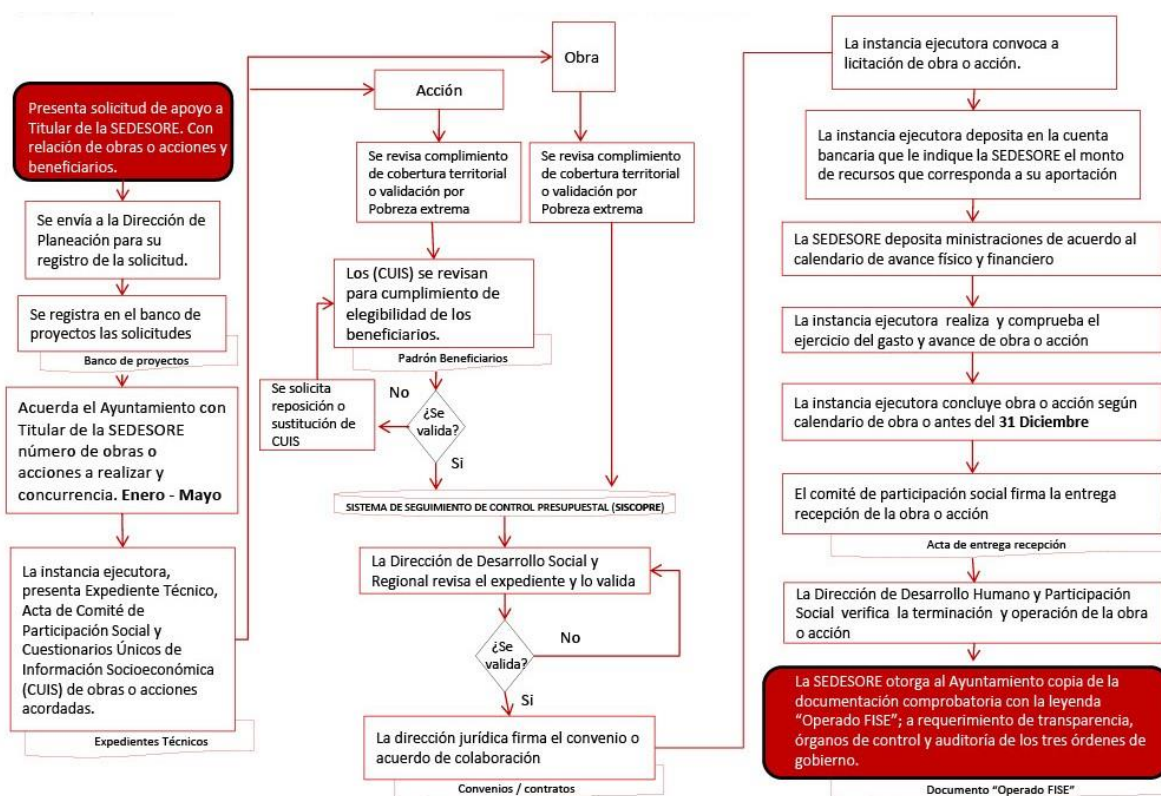 Presenta solicitud de apoyo a
Titular de la SEDESORE. Con
relación de obras o acciones y
beneficiarios.
Se envía a la Dirección de
Planeación para su
registro de la solicitud.
Se registra en el banco de
proyectos las solicitudes
Banco de proyectos
Acuerda el Ayuntamiento con
Titular de la SEDESORE
número de obras o
acciones a realizar y
concurrencia. Enero - Mayo
La instancia ejecutora,
presenta Expediente Técnico,
Acta de Comité de
Participación Social y
Cuestionarios Únicos de
Información Socioeconómica
(CUIS) de obras o acciones
acordadas.
Expedientes Técnicos
Obra
Acción
Se revisa complimiento
de cobertura territorial
o validación por
Pobreza extrema
Se revisa complimiento
de cobertura territorial
o validación por
Pobreza extrema
Los (CUIS) se revisan
para cumplimiento de
elegibilidad de los
beneficiarios.
Padrón Beneficiarios
Se solicita
reposición o
sustitución de
CUIS
No
¿Se
valida?
Si
SISTEMA DE SEGUIMIENTO DE CONTROL PRESUPUESTAL (SISCOPRE)
La Dirección de Desarrollo Social y
Regional revisa el expediente y lo valida
No
¿Se
valida?
Si
La dirección jurídica firma el convenio o
acuerdo de colaboración
Convenios / contratos
La instancia ejecutora convoca a
licitación de obra o acción.
La instancia ejecutora deposita en la cuenta
bancaria que le indique la SEDESORE el monto
de recursos que corresponda a su aportación
La SEDESORE deposita ministraciones de acuerdo al
calendario de avance físico y financiero
La instancia ejecutora realiza y comprueba el
ejercicio del gasto y avance de obra o acción
La instancia ejecutora concluye obra o acción según
calendario de obra o antes del 31 Diciembre
El comité de participación social firma la entrega
recepción de la obra o acción
Acta de entrega recepción
La Dirección de Desarrollo Humano y Participación
Social verifica la terminación y operación de la obra
o acción
La SEDESORE otorga al Ayuntamiento copia de la
documentación comprobatoria con la leyenda
"Operado FISE"; a requerimiento de transparencia,
órganos de control y auditoría de los tres órdenes de
gobierno.
Documento "Operado FISE"